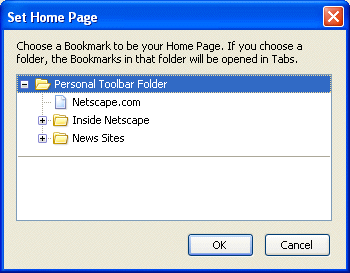 Set Home Page
Choose a Bookmark to be your Home Page. If you choose a
folder, the Bookmarks in that folder will be opened in Tabs.
Personal Toolbar Folder
Netscape.com
Inside Netscape
News Sites
OK Cancel